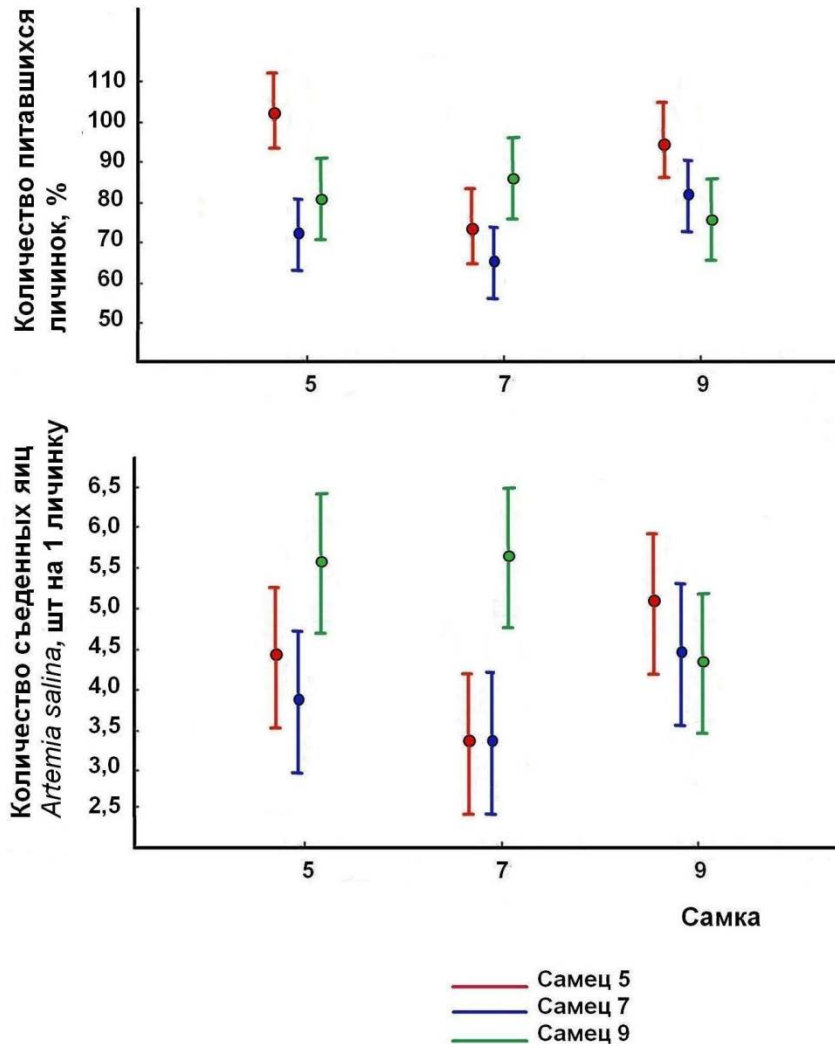 Количество питавшихся
личинок, %
110
100
90
80
70
60
50
5 7 9
Количество съеденных яиц
Artemia salina, шт на 1 личинку
6,5
6,0
5,5
5,0
4,5
4,0
3,5
3,0
2,5
5 7 9
Самка
Самец 5
Самец 7
Самец 9